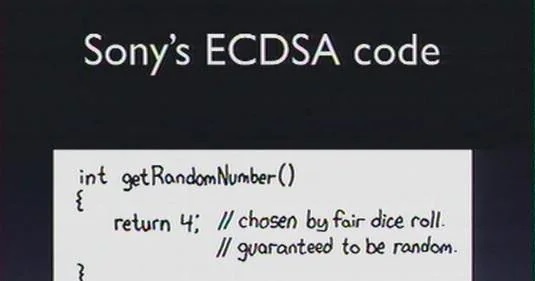 Sony's ECDSA code
int getRandomNumber()
{
return 4; // chosen by fair dice roll.
// guaranteed to be random.
}